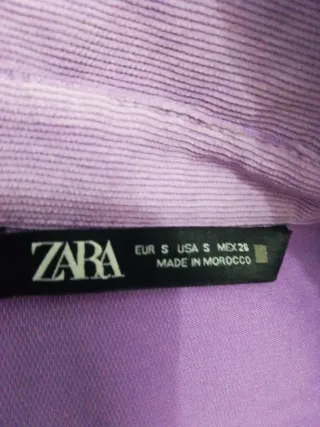 ZARA
EUR S USA S MEX 26
MADE IN MOROCCO